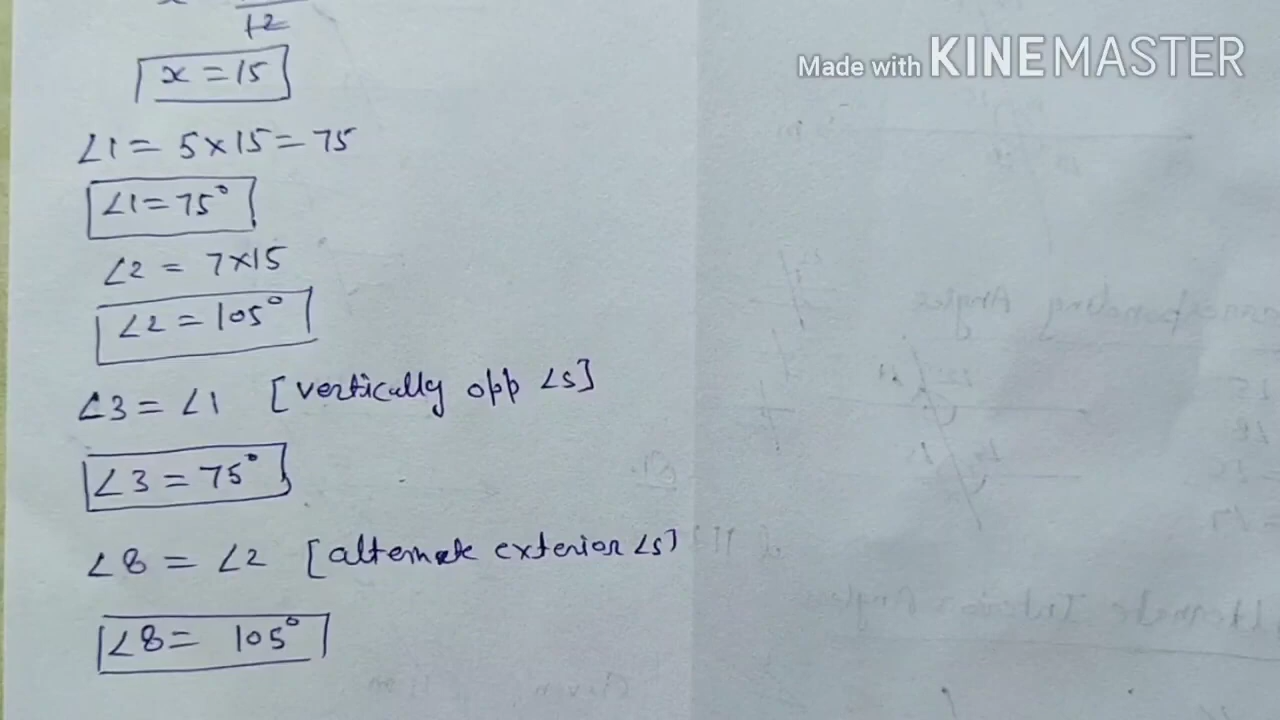 12
x = 15
Made with KINEMASTER
∠1 = 5×15 = 75
∠1 = 75°
∠2 = 7×15
∠2 = 105°
∠3 = ∠1 [vertically opp ∠s]
∠3 = 75°
∠8 = ∠2 [alternate exterior ∠s]
∠8 = 105°